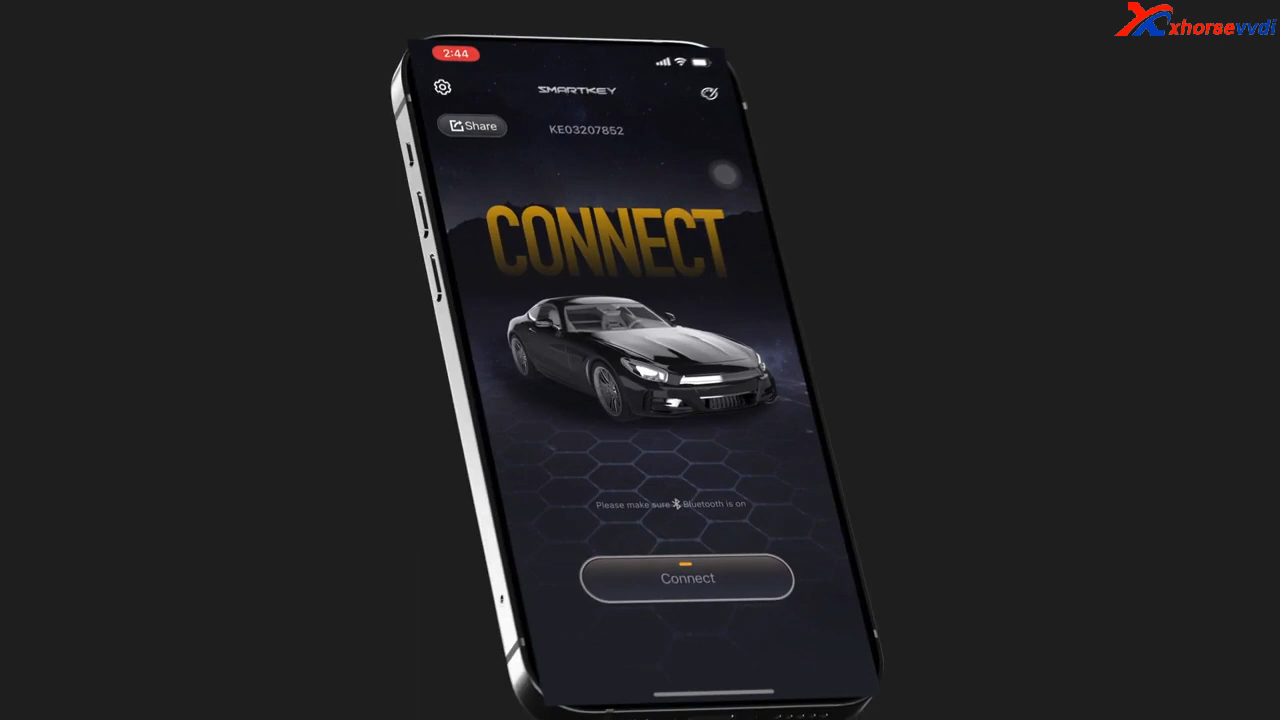 xhorsevvdi
2:44
SMARTKEY
Share
KE03207852
CONNECT
Please make sure Bluetooth is on
Connect